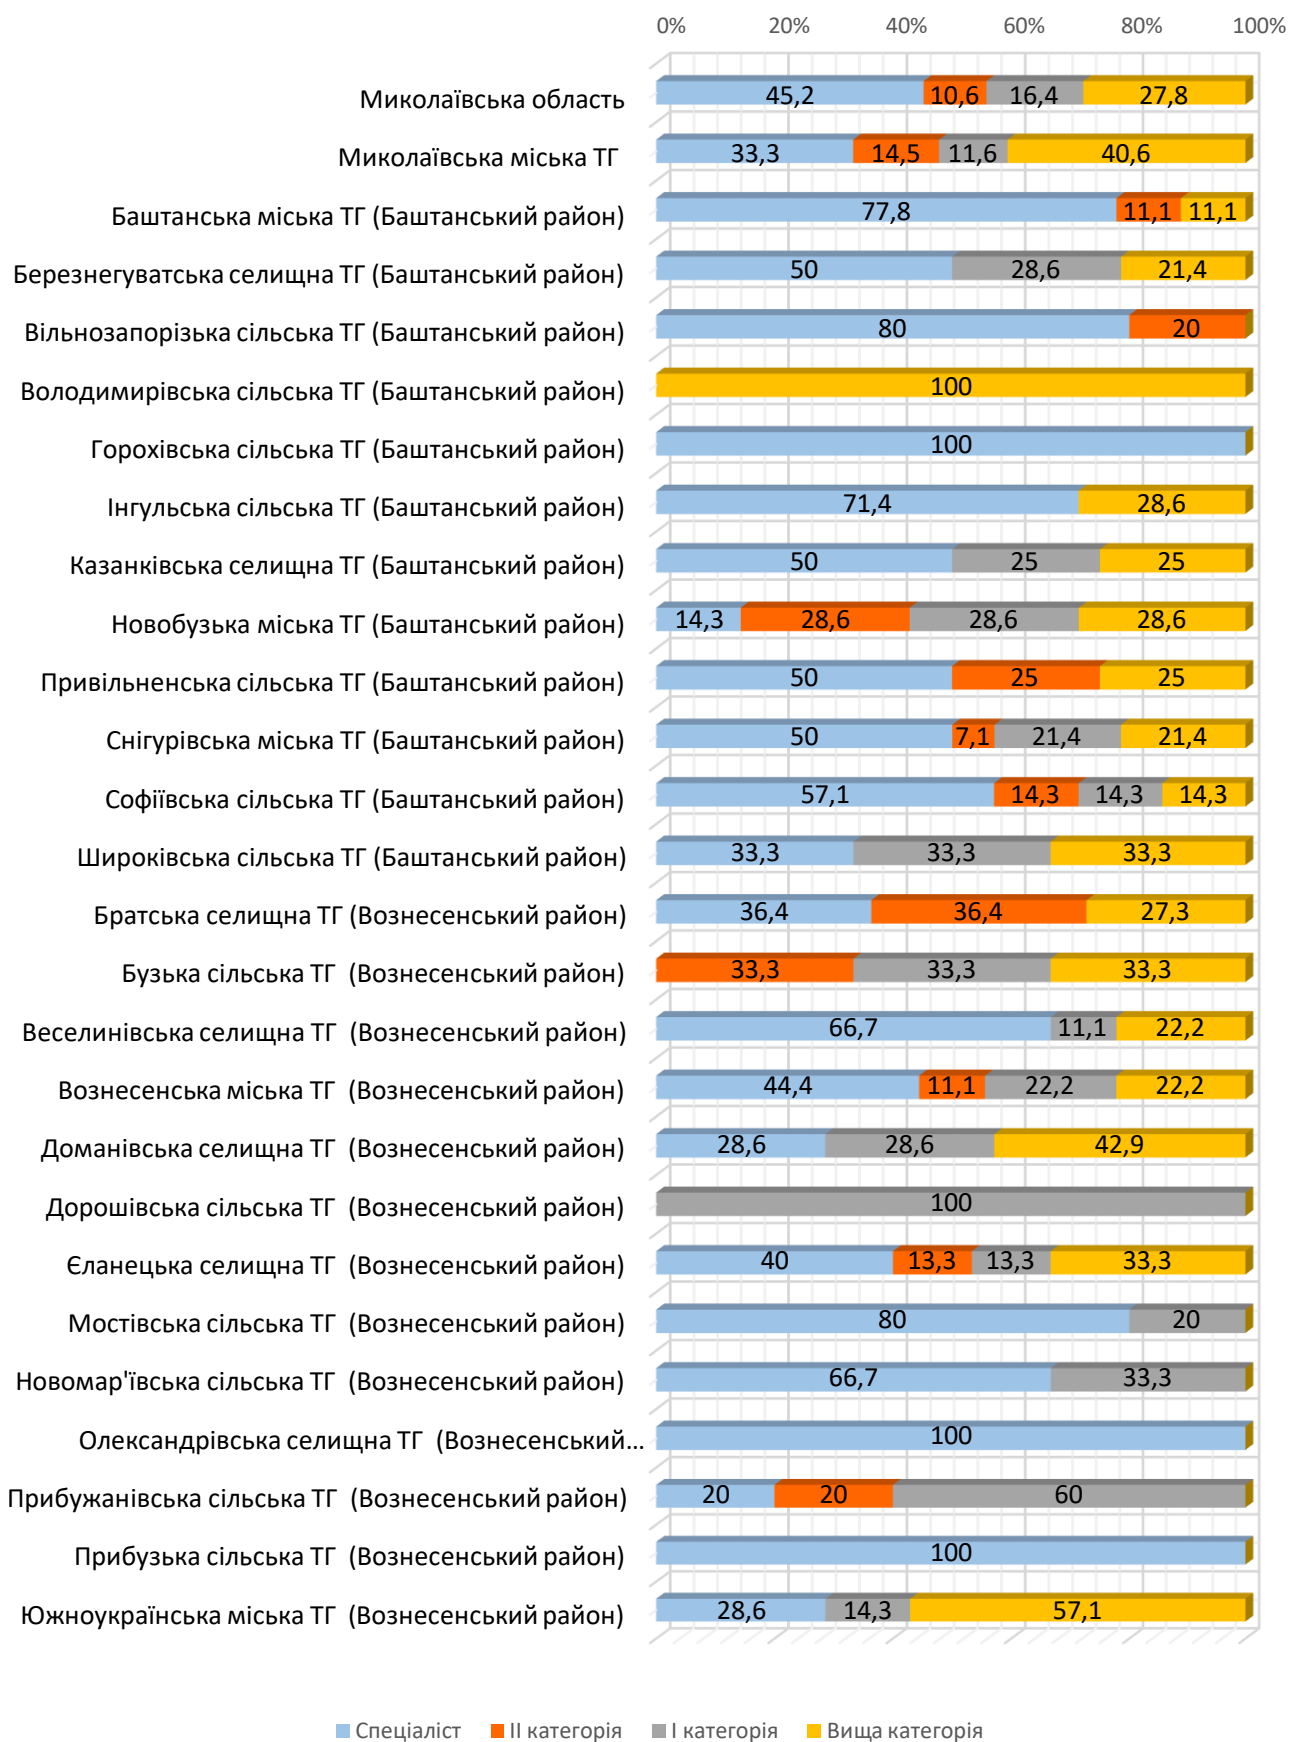 0% 20% 40% 60% 80% 100%
Миколаївська область 45,2 10,6 16,4 27,8
Миколаївська міська ТГ 33,3 14,5 11,6 40,6
Баштанська міська ТГ (Баштанський район) 77,8 11,1 11,1
Березнегуватська селищна ТГ (Баштанський район) 50 28,6 21,4
Вільнозапорізька сільська ТГ (Баштанський район) 80 20
Володимирівська сільська ТГ (Баштанський район) 100
Горохівська сільська ТГ (Баштанський район) 100
Інгульська сільська ТГ (Баштанський район) 71,4 28,6
Казанківська селищна ТГ (Баштанський район) 50 25 25
Новобузька міська ТГ (Баштанський район) 14,3 28,6 28,6 28,6
Привільненська сільська ТГ (Баштанський район) 50 25 25
Снігурівська міська ТГ (Баштанський район) 50 7,1 21,4 21,4
Софіївська сільська ТГ (Баштанський район) 57,1 14,3 14,3 14,3
Широківська сільська ТГ (Баштанський район) 33,3 33,3 33,3
Братська селищна ТГ (Вознесенський район) 36,4 36,4 27,3
Бузька сільська ТГ (Вознесенський район) 33,3 33,3 33,3
Веселинівська селищна ТГ (Вознесенський район) 66,7 11,1 22,2
Вознесенська міська ТГ (Вознесенський район) 44,4 11,1 22,2 22,2
Доманівська селищна ТГ (Вознесенський район) 28,6 28,6 42,9
Дорошівська сільська ТГ (Вознесенський район) 100
Єланецька селищна ТГ (Вознесенський район) 40 13,3 13,3 33,3
Мостівська сільська ТГ (Вознесенський район) 80 20
Новомар'ївська сільська ТГ (Вознесенський район) 66,7 33,3
Олександрівська селищна ТГ (Вознесенський... 100
Прибужанівська сільська ТГ (Вознесенський район) 20 20 60
Прибузька сільська ТГ (Вознесенський район) 100
Южноукраїнська міська ТГ (Вознесенський район) 28,6 14,3 57,1
Спеціаліст ІІ категорія І категорія Вища категорія